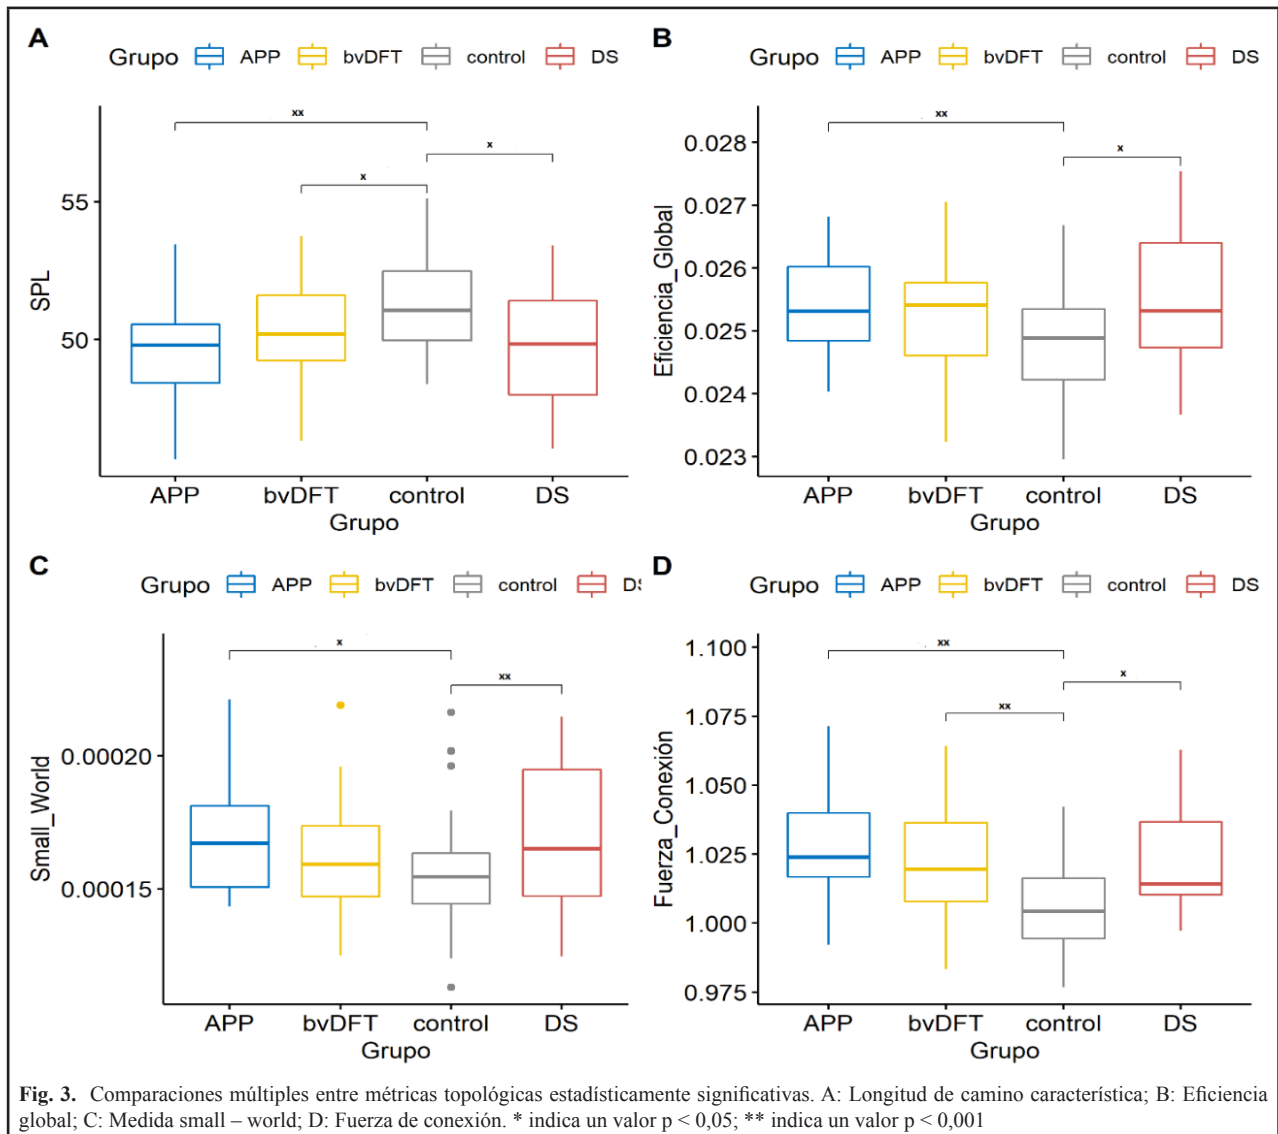 A
Grupo APP bvDFT control DS
xx
x
x
55
50
SPL
APP bvDFT control DS
Grupo
B
Grupo APP bvDFT control DS
xx
x
0.028
0.027
0.026
0.025
0.024
0.023
Eficiencia_Global
APP bvDFT control DS
Grupo
C
Grupo APP bvDFT control DS
x
xx
0.00020
0.00015
Small_World
APP bvDFT control DS
Grupo
D
Grupo APP bvDFT control DS
xx
x
xx
1.100
1.075
1.050
1.025
1.000
0.975
Fuerza_Conexión
APP bvDFT control DS
Grupo
Fig. 3. Comparaciones múltiples entre métricas topológicas estadísticamente significativas. A: Longitud de camino característica; B: Eficiencia
global; C: Medida small – world; D: Fuerza de conexión. * indica un valor p < 0,05; ** indica un valor p < 0,001